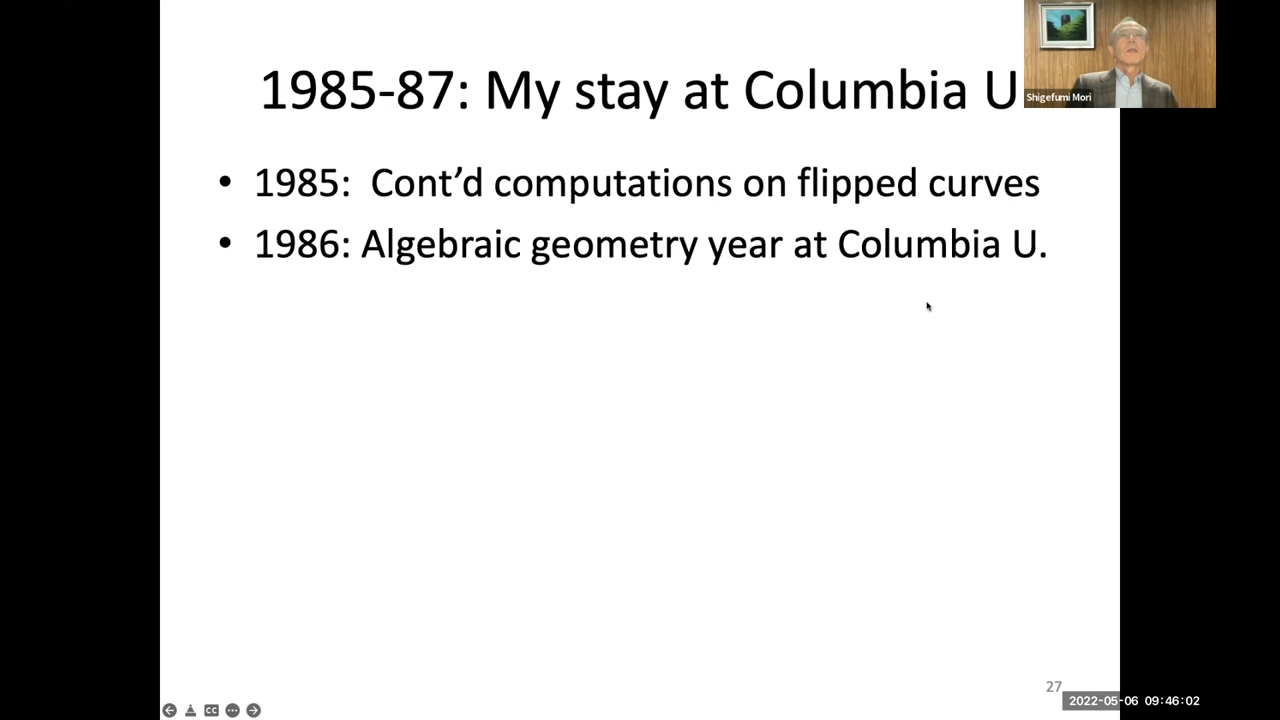 1985-87: My stay at Columbia U
Shigefumi Mori
• 1985: Cont’d computations on flipped curves
• 1986: Algebraic geometry year at Columbia U.
27
2022-05-06 09:46:02
CC